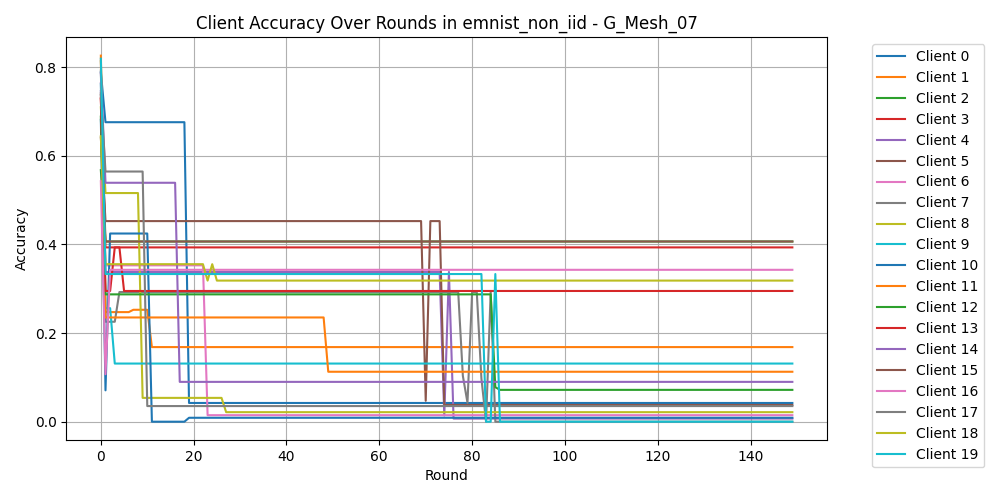 Client Accuracy Over Rounds in emnist_non_iid - G_Mesh_07
Accuracy
0.8
0.6
0.4
0.2
0.0
0 20 40 60 80 100 120 140
Round
Client 0
Client 1
Client 2
Client 3
Client 4
Client 5
Client 6
Client 7
Client 8
Client 9
Client 10
Client 11
Client 12
Client 13
Client 14
Client 15
Client 16
Client 17
Client 18
Client 19